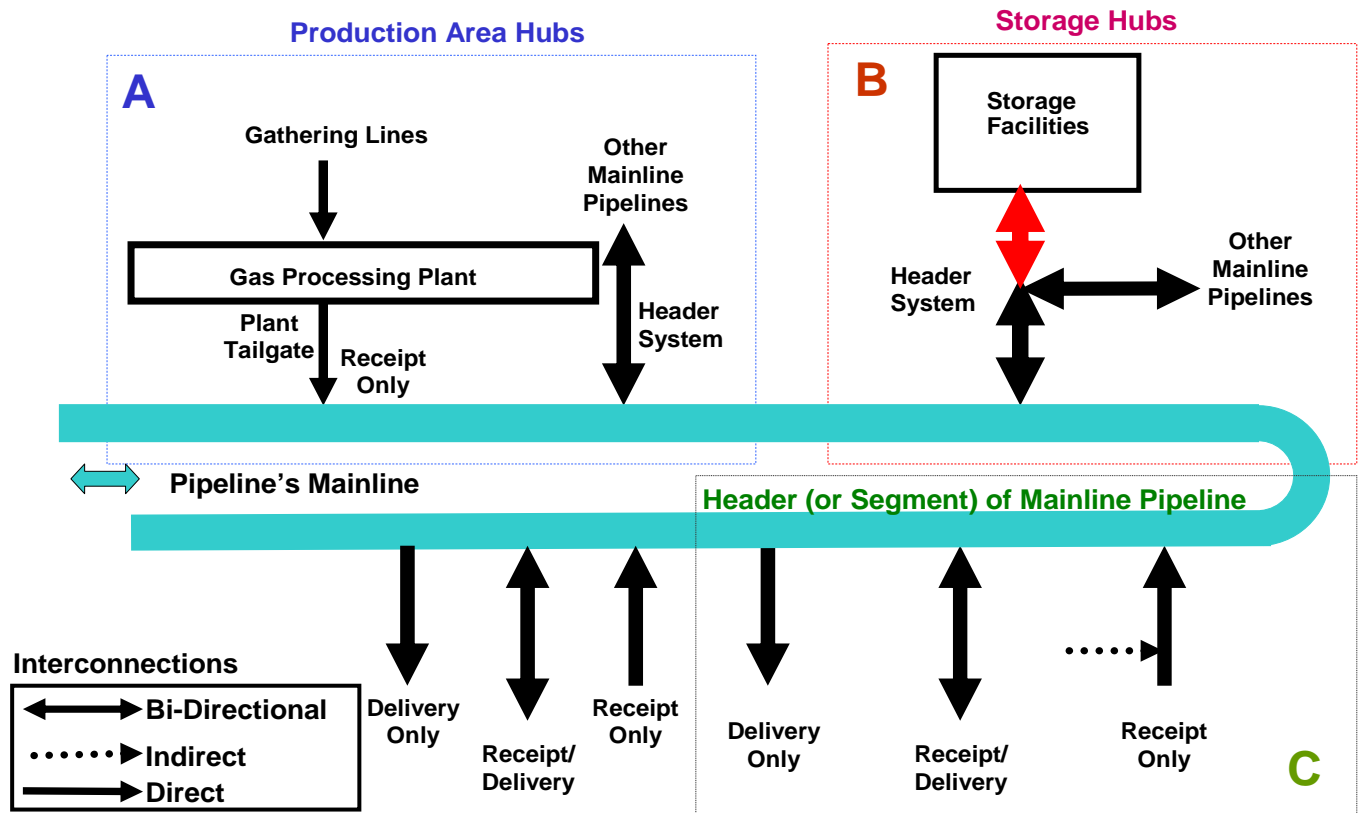 Production Area Hubs
Storage Hubs
A
B
Gathering Lines
Other
Mainline
Pipelines
Storage
Facilities
Gas Processing Plant
Header
System
Other
Mainline
Pipelines
Header
System
Plant
Tailgate
Receipt
Only
Pipeline’s Mainline
Header (or Segment) of Mainline Pipeline
Interconnections
Bi-Directional
Indirect
Direct
Delivery
Only
Receipt/
Delivery
Receipt
Only
Delivery
Only
Receipt/
Delivery
Receipt
Only
C